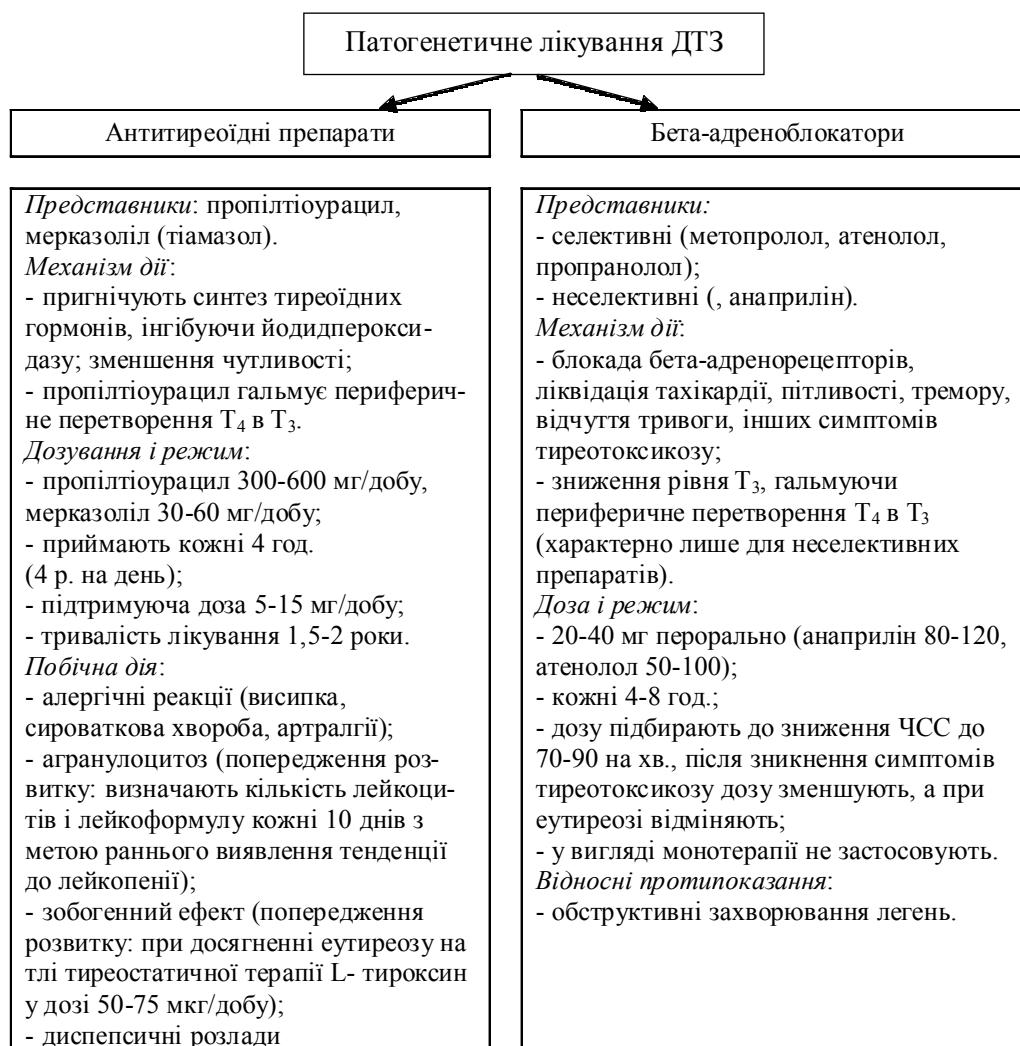 Патогенетичне лікування ДТЗ
Антитиреоїдні препарати
Бета-адреноблокатори
Представники: пропілтіоурацил,
мерказоліл (тіамазол).
Механізм дії:
- пригнічують синтез тиреоїдних
гормонів, інгібуючи йодидперокси-
дазу; зменшення чутливості;
- пропілтіоурацил гальмує перифeрич-
не перетворення Т₄ в Т₃.
Дозування і режим:
- пропілтіоурацил 300-600 мг/добу,
мерказоліл 30-60 мг/добу;
- приймають кожні 4 год.
(4 р. на день);
- підтримуюча доза 5-15 мг/добу;
- тривалість лікування 1,5-2 роки.
Побічна дія:
- алергічні реакції (висипка,
сироваткова хвороба, артралгії);
- агранулоцитоз (попередження роз-
витку: визначають кількість лейкоци-
тів і лейкоформулу кожні 10 днів з
метою раннього виявлення тенденції
до лейкопенії);
- зобогенний ефект (попередження
розвитку: при досягненні еутиреозу на
тлі тиреостатичної терапії L- тироксин
у дозі 50-75 мкг/добу);
- диспепсичні розлади
Представники:
- селективні (метопролол, атенолол,
пропранолол);
- неселективні (, анаприлін).
Механізм дії:
- блокада бета-адренорецепторів,
ліквідація тахікардії, пітливості, тремору,
відчуття тривоги, інших симптомів
тиреотоксикозу;
- зниження рівня Т₃, гальмуючи
периферичне перетворення Т₄ в Т₃
(характерно лише для неселективних
препаратів).
Доза і режим:
- 20-40 мг перорально (анаприлін 80-120,
атенолол 50-100);
- кожні 4-8 год.;
- дозу підбирають до зниження ЧСС до
70-90 на хв., після зникнення симптомів
тиреотоксикозу дозу зменшують, а при
еутиреозі відміняють;
- у вигляді монотерапії не застосовують.
Відносні протипоказання:
- обструктивні захворювання легень.